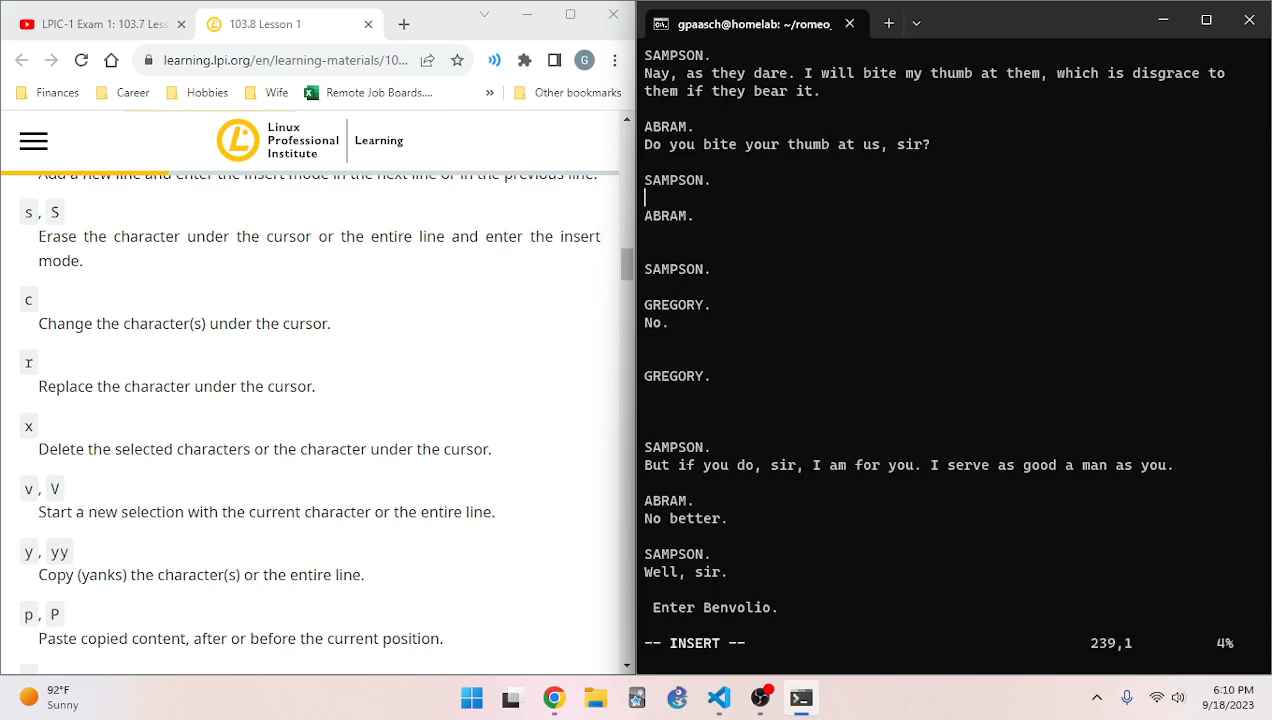 LPIC-1 Exam 1: 103.7 Less
103.8 Lesson 1
learning.lpi.org/learning-materials/10...
G
Finances
Career
Hobbies
Wife
Remote Job Boards....
»
Other bookmarks
Linux
Professional
Institute
Learning
Add a new line and enter the insert mode in the next line or in the previous line.
s, S
Erase the character under the cursor or the entire line and enter the insert
mode.
c
Change the character(s) under the cursor.
r
Replace the character under the cursor.
x
Delete the selected characters or the character under the cursor.
v, V
Start a new selection with the current character or the entire line.
y, yy
Copy (yanks) the character(s) or the entire line.
p, P
Paste copied content, after or before the current position.
gpaasch@homelab: ~/romeo_
SAMPSON.
Nay, as they dare. I will bite my thumb at them, which is disgrace to
them if they bear it.
ABRAM.
Do you bite your thumb at us, sir?
SAMPSON.
ABRAM.
SAMPSON.
GREGORY.
No.
GREGORY.
SAMPSON.
But if you do, sir, I am for you. I serve as good a man as you.
ABRAM.
No better.
SAMPSON.
Well, sir.
Enter Benvolio.
-- INSERT -- 239,1 4%
92°F
Sunny
6:10 PM
9/18/2023